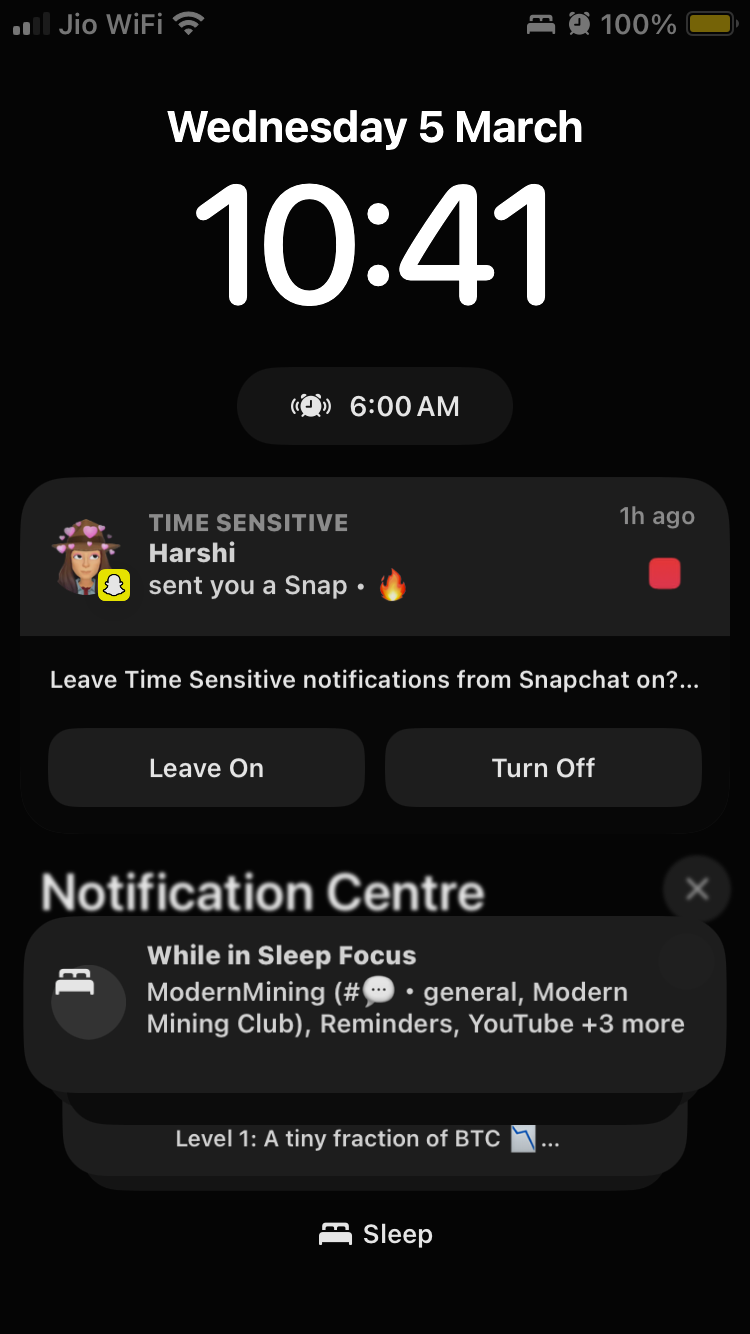 Jio WiFi 100%
Wednesday 5 March
10:41
6:00 AM
TIME SENSITIVE 1h ago
Harshi
sent you a Snap • 🔥
Leave Time Sensitive notifications from Snapchat on?...
Leave On Turn Off
Notification Centre
While in Sleep Focus
ModernMining (#💬 • general, Modern
Mining Club), Reminders, YouTube +3 more
Level 1: A tiny fraction of BTC 📉...
Sleep